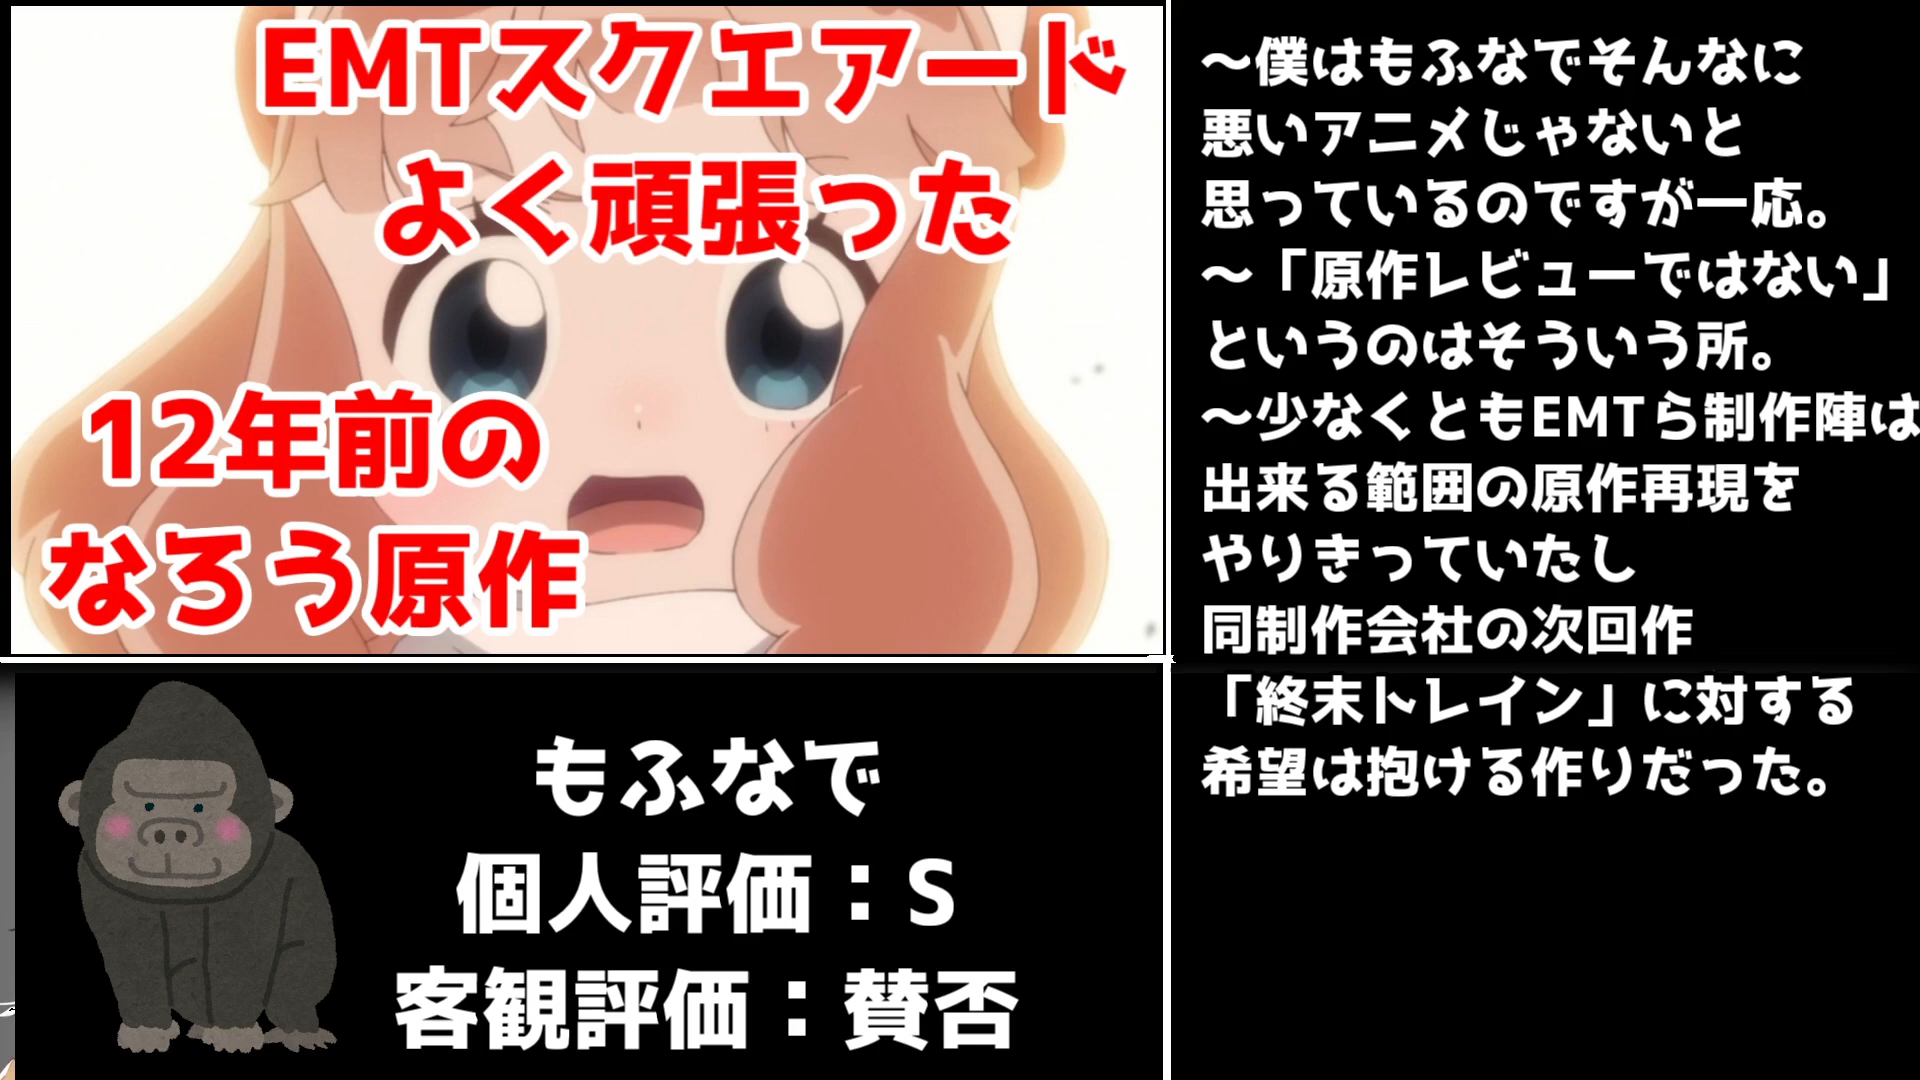 EMTスクエアード
よく頑張った
12年前の
なろう原作
〜僕はもふなでそんなに
悪いアニメじゃないと
思っているのですが一応。
〜「原作レビューではない」
というのはそういう所。
〜少なくともEMTら制作陣は
出来る範囲の原作再現を
やりきっていたし
同制作会社の次回作
「終末トレイン」に対する
希望は抱ける作りだった。
もふなで
個人評価：S
客観評価：賛否